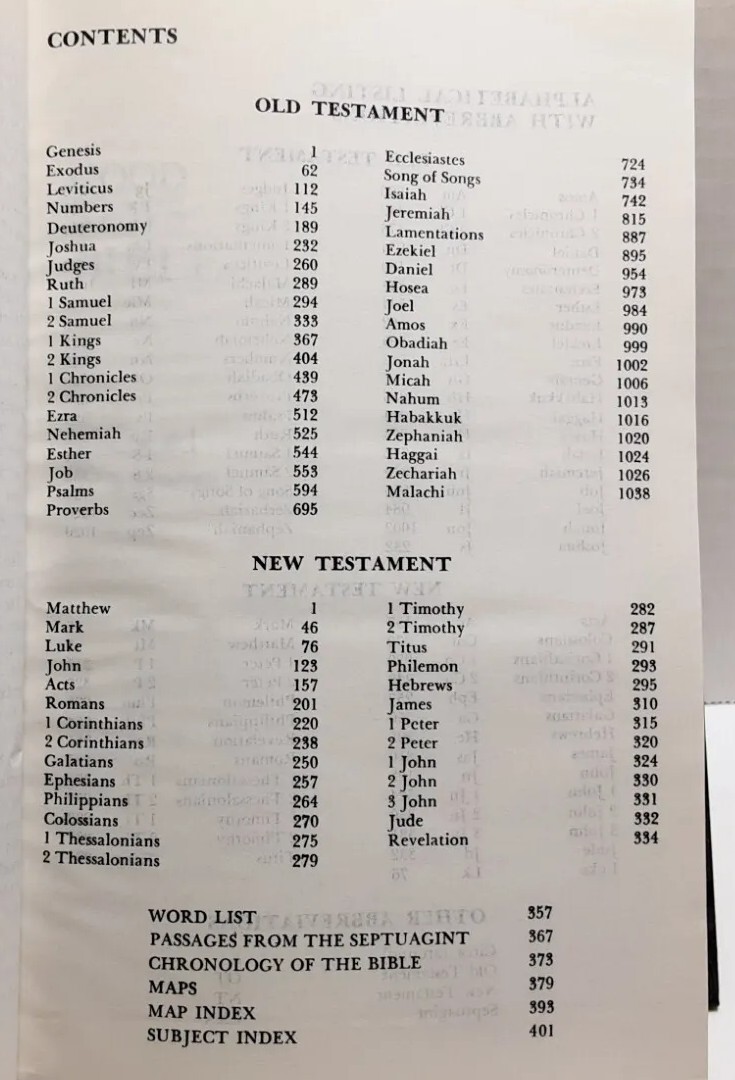 CONTENTS
OLD TESTAMENT
Genesis 1
Exodus 62
Leviticus 112
Numbers 145
Deuteronomy 189
Joshua 232
Judges 260
Ruth 289
1 Samuel 294
2 Samuel 333
1 Kings 367
2 Kings 404
1 Chronicles 439
2 Chronicles 473
Ezra 512
Nehemiah 525
Esther 544
Job 553
Psalms 594
Proverbs 695
Ecclesiastes 724
Song of Songs 734
Isaiah 742
Jeremiah 815
Lamentations 887
Ezekiel 895
Daniel 954
Hosea 973
Joel 984
Amos 990
Obadiah 999
Jonah 1002
Micah 1006
Nahum 1013
Habakkuk 1016
Zephaniah 1020
Haggai 1024
Zechariah 1026
Malachi 1038
NEW TESTAMENT
Matthew 1
Mark 46
Luke 76
John 123
Acts 157
Romans 201
1 Corinthians 220
2 Corinthians 238
Galatians 250
Ephesians 257
Philippians 264
Colossians 270
1 Thessalonians 275
2 Thessalonians 279
1 Timothy 282
2 Timothy 287
Titus 291
Philemon 293
Hebrews 295
James 310
1 Peter 315
2 Peter 320
1 John 324
2 John 330
3 John 331
Jude 332
Revelation 334
WORD LIST 357
PASSAGES FROM THE SEPTUAGINT 367
CHRONOLOGY OF THE BIBLE 373
MAPS 379
MAP INDEX 393
SUBJECT INDEX 401